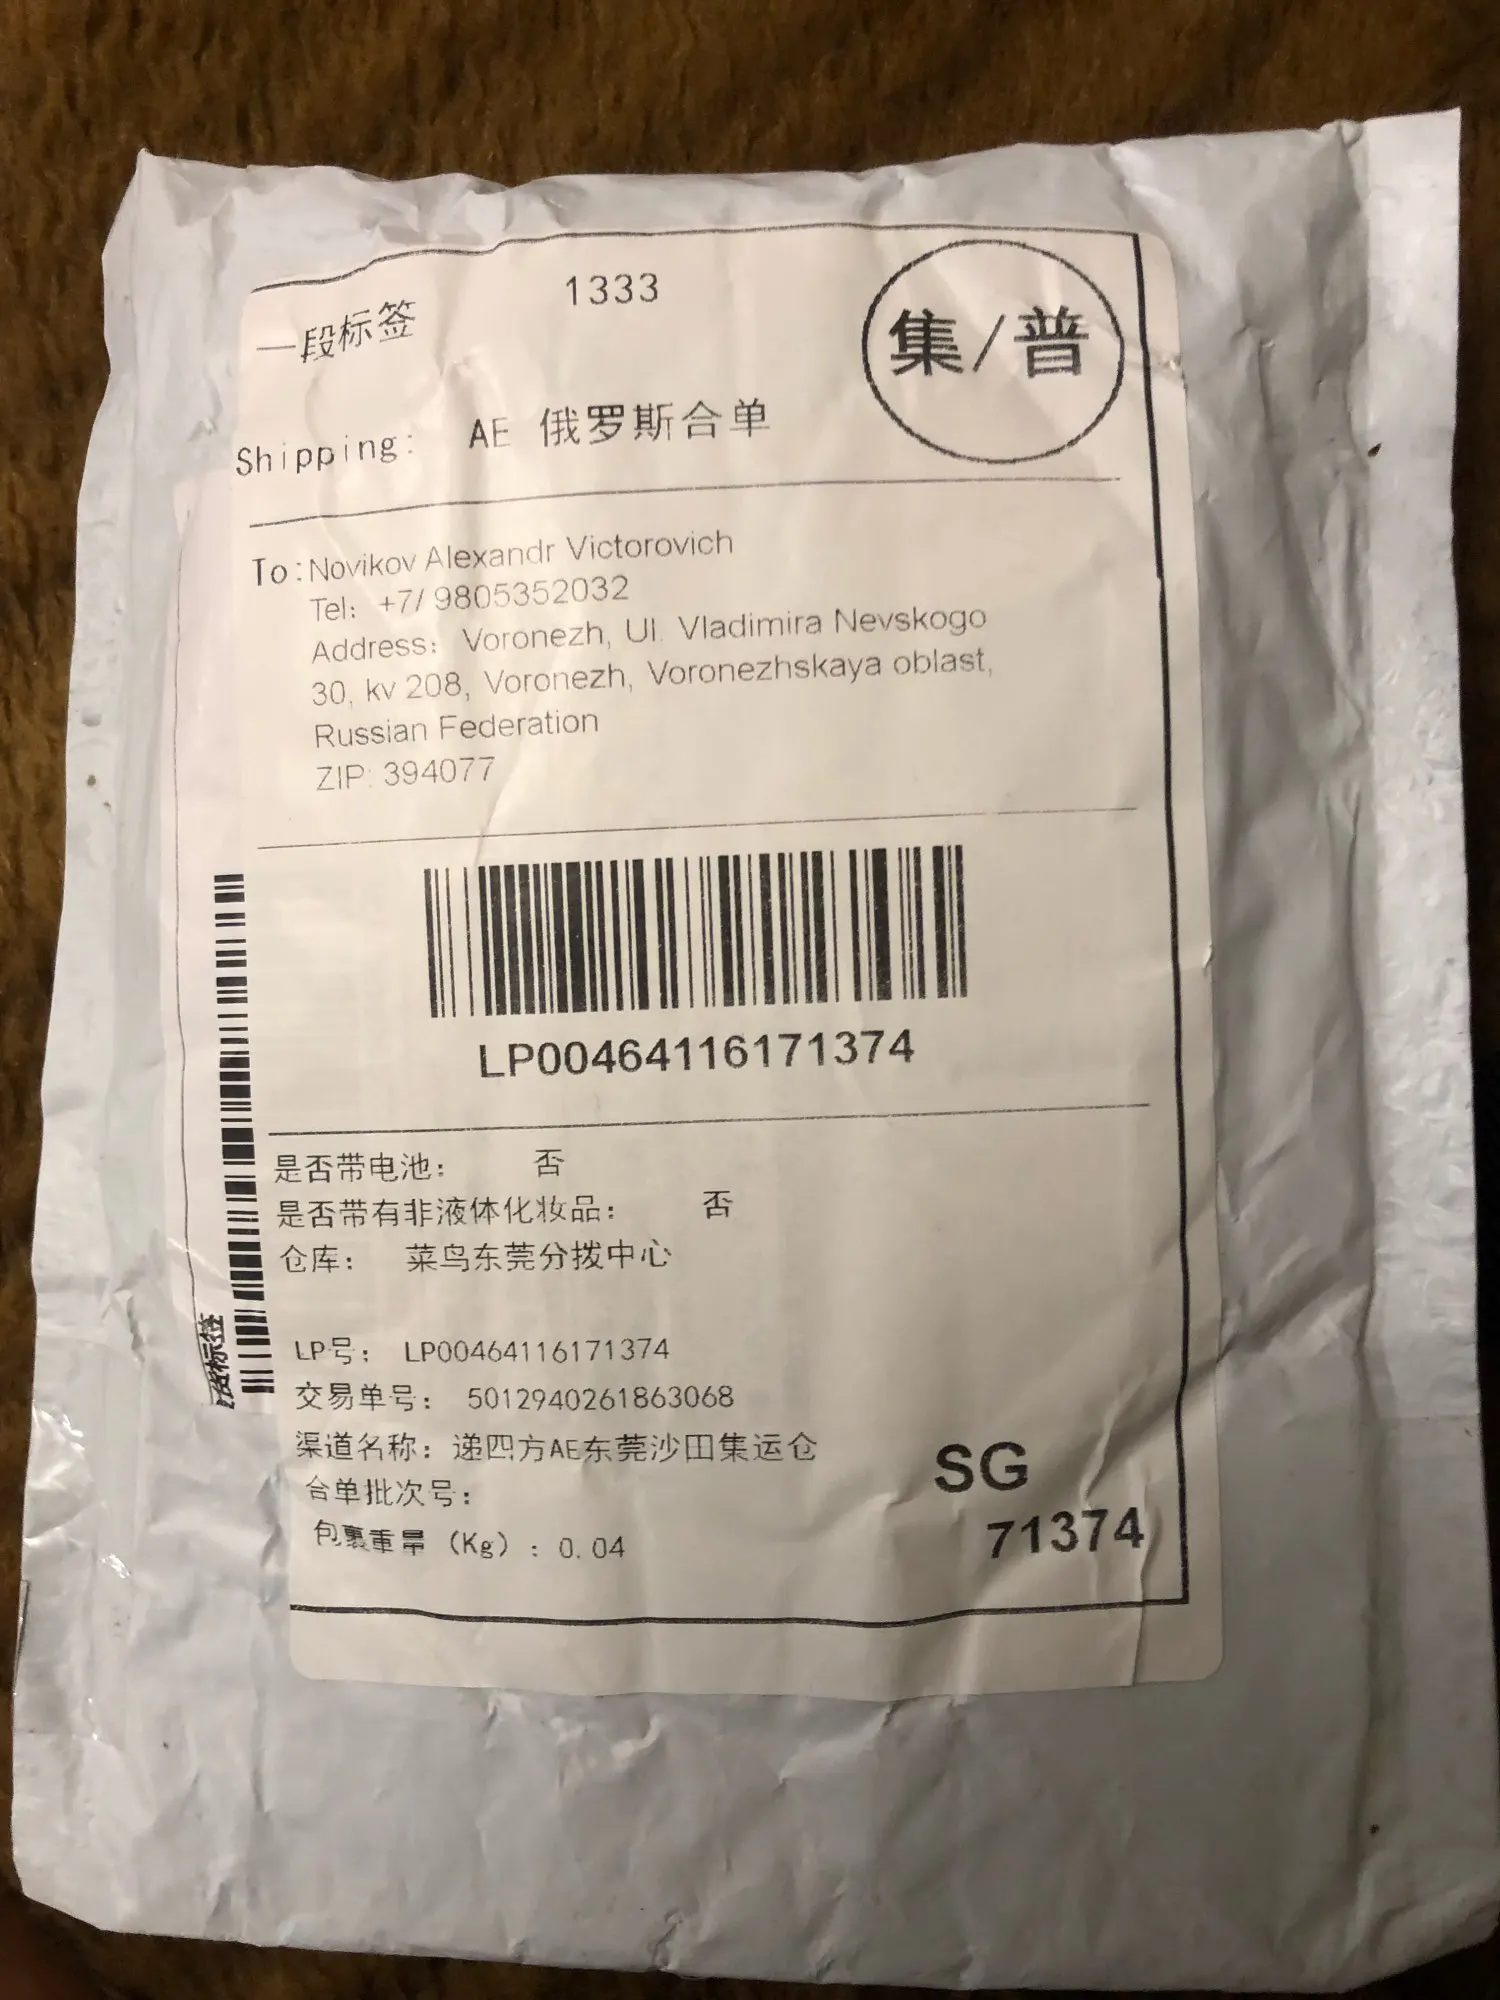 1333
一段标签
集/普
Shipping: AE 俄罗斯合单
To: Novikov Alexandr Victorovich
Tel: +7/ 9805352032
Address: Voronezh, Ul. Vladimira Nevskogo
30, kv 208, Voronezh, Voronezhskaya oblast,
Russian Federation
ZIP: 394077
LP00464116171374
是否带电池: 否
是否带有非液体化妆品: 否
仓库: 菜鸟东莞分拨中心
LP号: LP00464116171374
交易单号: 5012940261863068
渠道名称: 递四方AE东莞沙田集运仓
合单批次号:
包裹重量 (Kg) : 0.04
SG
71374
标签